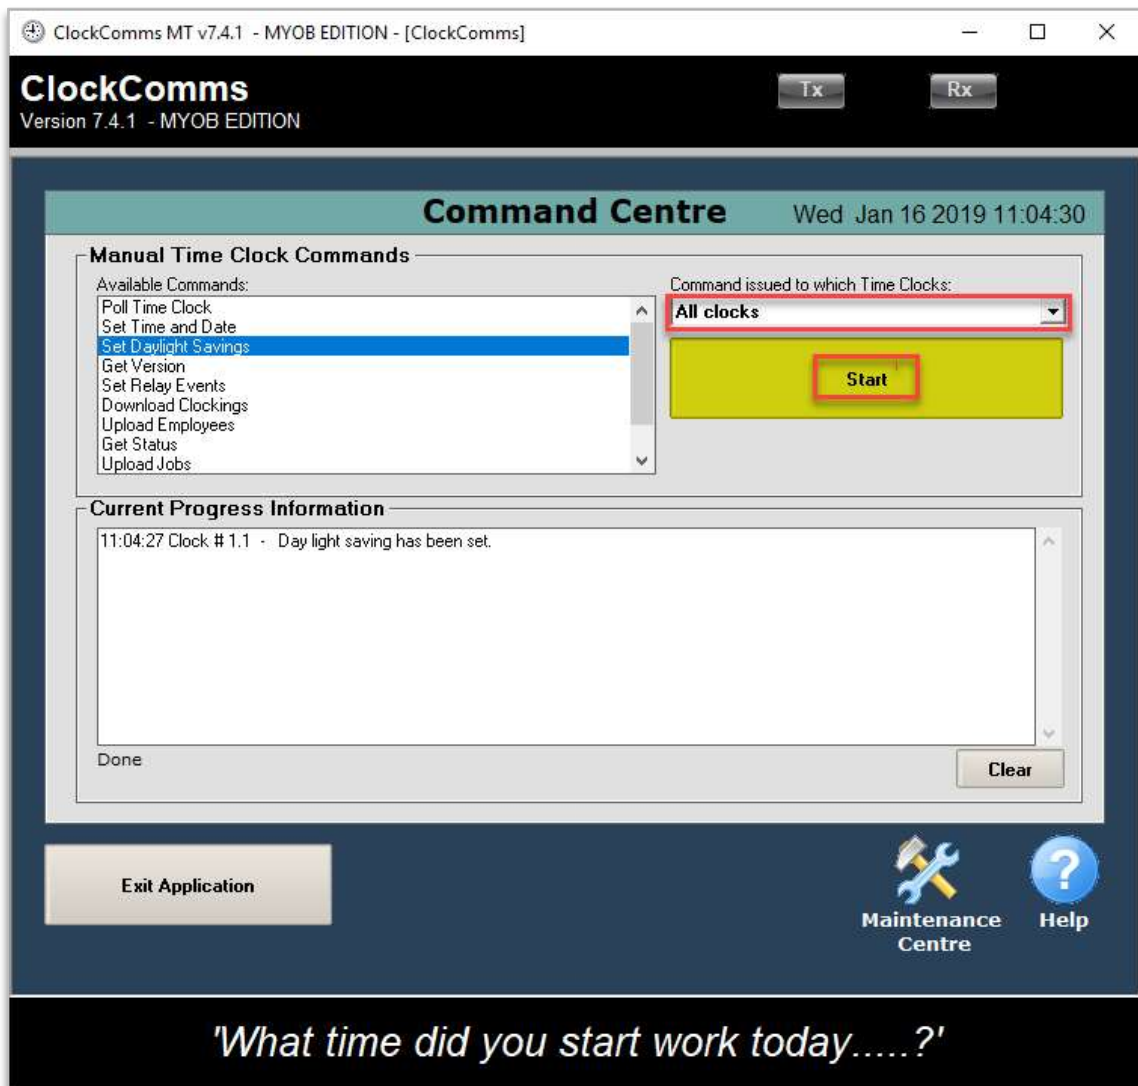 ClockComms MT v7.4.1 - MYOB EDITION - [ClockComms]
ClockComms
Version 7.4.1 - MYOB EDITION
Tx
Rx
Command Centre
Wed Jan 16 2019 11:04:30
Manual Time Clock Commands
Available Commands:
Poll Time Clock
Set Time and Date
Set Daylight Savings
Get Version
Set Relay Events
Download Clockings
Upload Employees
Get Status
Upload Jobs
Command issued to which Time Clocks:
All clocks
Start
Current Progress Information
11:04:27 Clock # 1.1 - Day light saving has been set.
Done
Clear
Exit Application
Maintenance
Centre
Help
'What time did you start work today.....?'